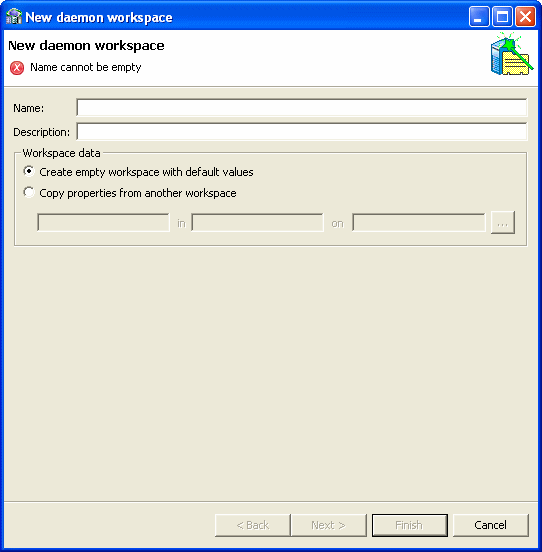 New daemon workspace
New daemon workspace
Name cannot be empty
Name:
Description:
Workspace data
Create empty workspace with default values
Copy properties from another workspace
in on ...
< Back Next > Finish Cancel